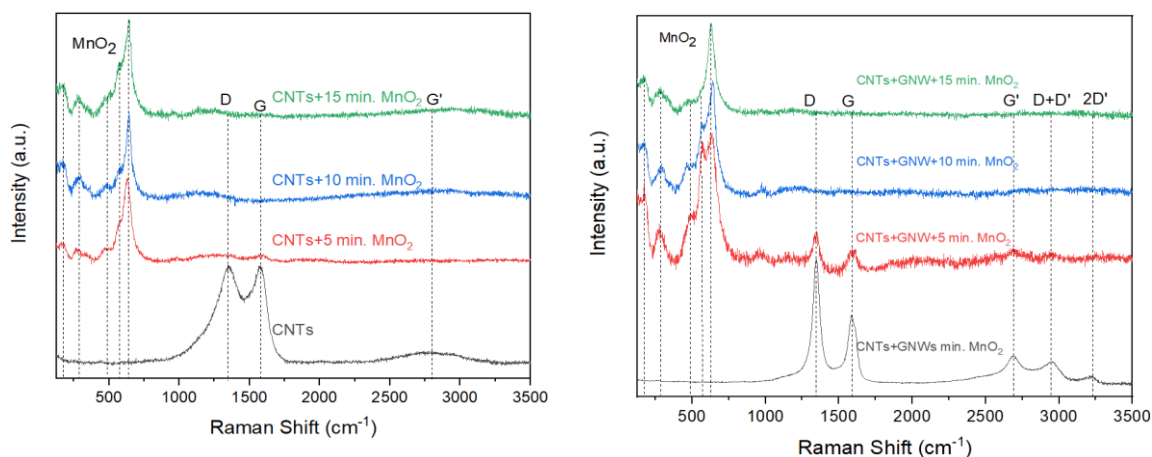 MnO2
CNTs+15 min. MnO2
D
G
G'
CNTs+10 min. MnO2
CNTs+5 min. MnO2
CNTs
Intensity (a.u.)
500 1000 1500 2000 2500 3000 3500
Raman Shift (cm-1)
MnO2
CNTs+GNW+15 min. MnO2
D
G
G'
D+D'
2D'
CNTs+GNW+10 min. MnO2
CNTs+GNW+5 min. MnO2
CNTs+GNWs min. MnO2
Intensity (a.u.)
500 1000 1500 2000 2500 3000 3500
Raman Shift (cm-1)